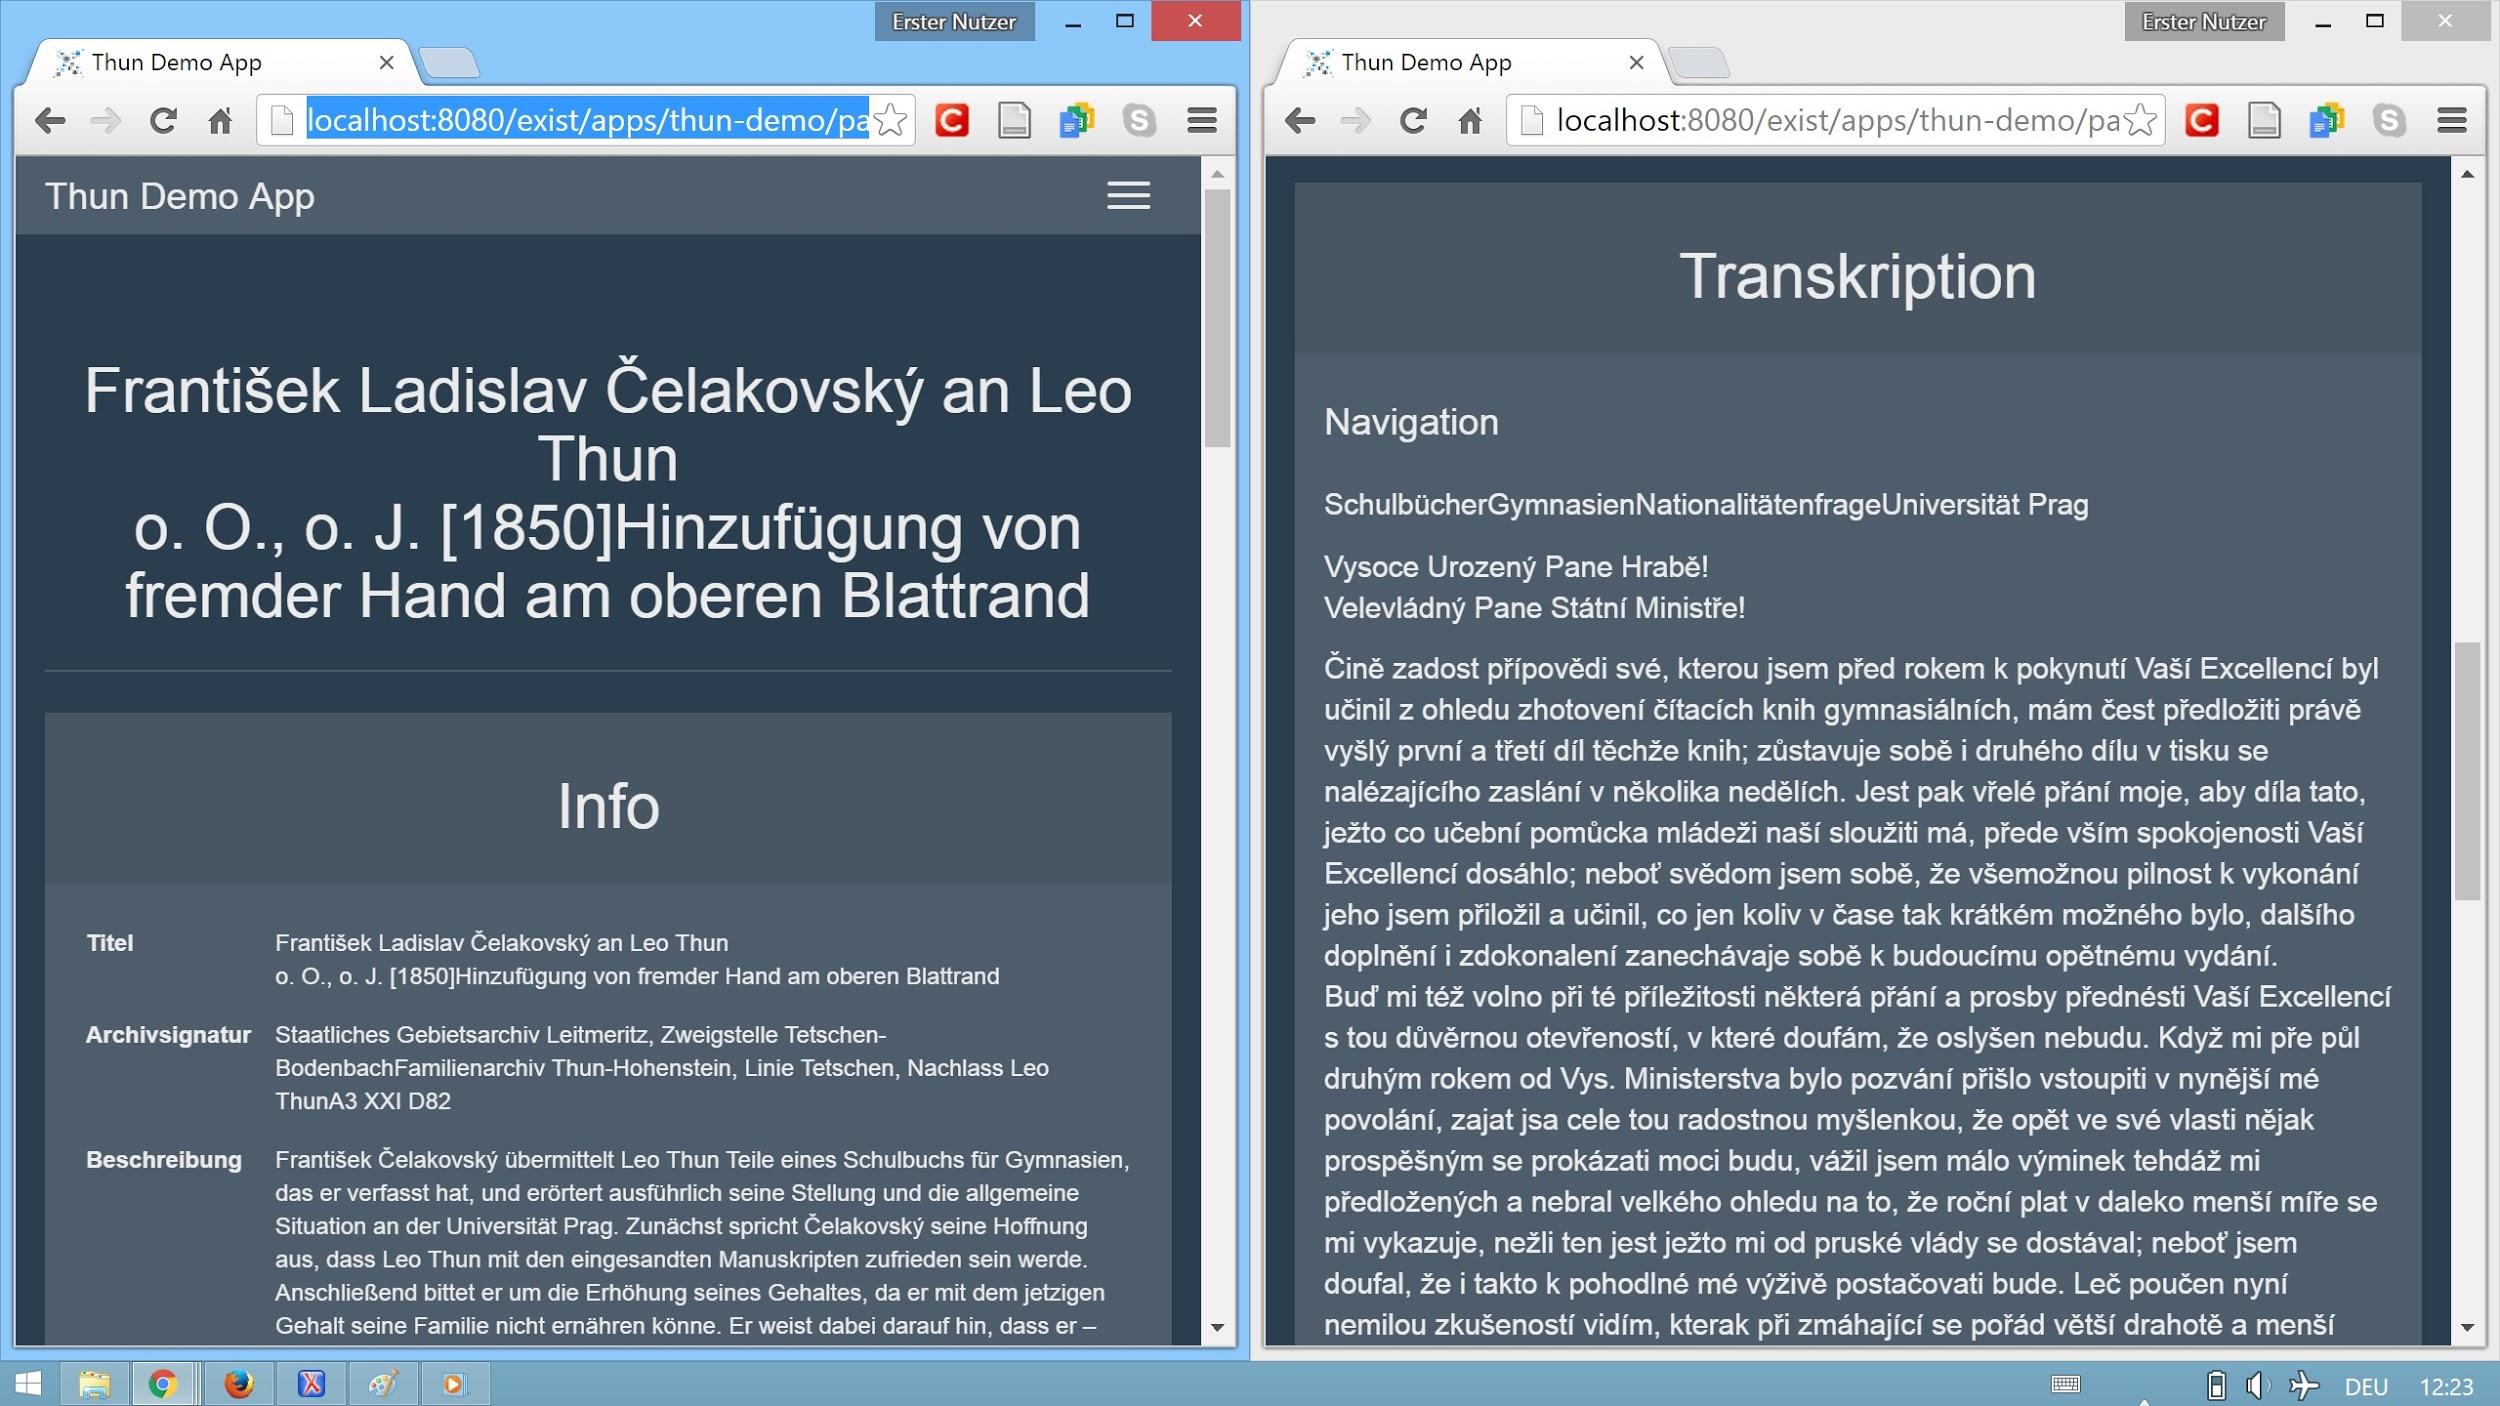 Erster Nutzer
Thun Demo App
localhost:8080/exist/apps/thun-demo/pa
Thun Demo App
František Ladislav Čelakovský an Leo
Thun
o. O., o. J. [1850]Hinzufügung von
fremder Hand am oberen Blattrand
Info
Titel
František Ladislav Čelakovský an Leo Thun
o. O., o. J. [1850]Hinzufügung von fremder Hand am oberen Blattrand
Archivsignatur
Staatliches Gebietsarchiv Leitmeritz, Zweigstelle Tetschen-
BodenbachFamilienarchiv Thun-Hohenstein, Linie Tetschen, Nachlass Leo
ThunA3 XXI D82
Beschreibung
František Čelakovský übermittelt Leo Thun Teile eines Schulbuchs für Gymnasien,
das er verfasst hat, und erörtert ausführlich seine Stellung und die allgemeine
Situation an der Universität Prag. Zunächst spricht Čelakovský seine Hoffnung
aus, dass Leo Thun mit den eingesandten Manuskripten zufrieden sein werde.
Anschließend bittet er um die Erhöhung seines Gehaltes, da er mit dem jetzigen
Gehalt seine Familie nicht ernähren könne. Er weist dabei darauf hin, dass er –
Erster Nutzer
Thun Demo App
localhost:8080/exist/apps/thun-demo/pa
Transkription
Navigation
SchulbücherGymnasienNationalitätenfrageUniversität Prag
Vysoce Urozený Pane Hrabě!
Velevládný Pane Státní Ministře!
Čině zadost přípovědi své, kterou jsem před rokem k pokynutí Vaší Excellencí byl
učinil z ohledu zhotovení čítacích knih gymnasiálních, mám čest předložiti právě
vyšlý první a třetí díl těchže knih; zůstavuje sobě i druhého dílu v tisku se
nalézajícího zaslání v několika nedělích. Jest pak vřelé přání moje, aby díla tato,
ježto co učební pomůcka mládeži naší sloužiti má, přede vším spokojenosti Vaší
Excellencí dosáhlo; neboť svědom jsem sobě, že všemožnou pilnost k vykonání
jeho jsem přiložil a učinil, co jen koliv v čase tak krátkém možného bylo, dalšího
doplnění i zdokonalení zanechávaje sobě k budoucímu opětnému vydání.
Buď mi též volno při té příležitosti některá přání a prosby přednésti Vaší Excellencí
s tou důvěrnou otevřeností, v které doufám, že oslyšen nebudu. Když mi pře půl
druhým rokem od Vys. Ministerstva bylo pozvání přišlo vstoupiti v nynější mé
povolání, zajat jsa cele tou radostnou myšlenkou, že opět ve své vlasti nějak
prospěšným se prokázati moci budu, vážil jsem málo výminek tehdáž mi
předložených a nebral velkého ohledu na to, že roční plat v daleko menší míře se
mi vykazuje, nežli ten jest ježto mi od pruské vlády se dostával; neboť jsem
doufal, že i takto k pohodlné mé výživě postačovati bude. Leč poučen nyní
nemilou zkušeností vidím, kterak při zmáhající se pořád větší drahotě a menší
DEU
12:23